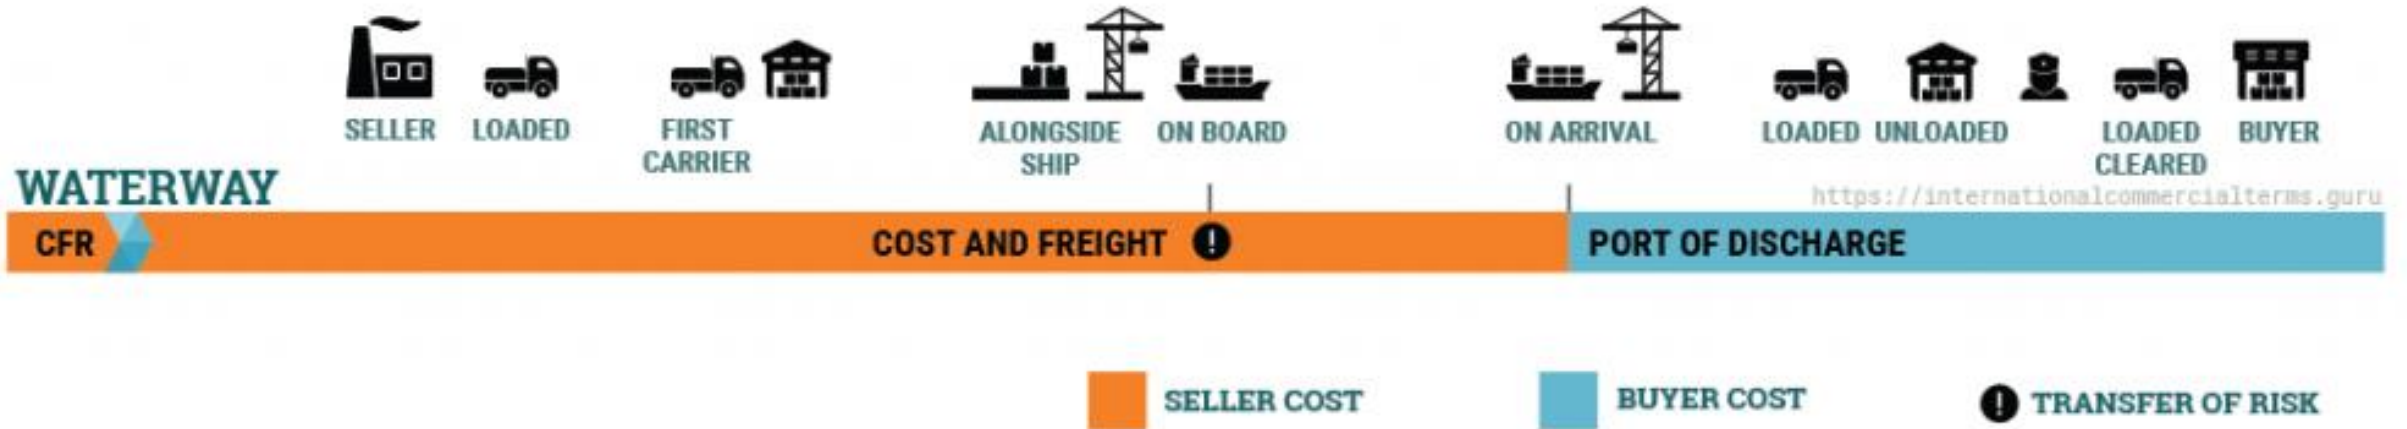 SELLER
LOADED
FIRST
CARRIER
ALONGSIDE
SHIP
ON BOARD
ON ARRIVAL
LOADED
UNLOADED
LOADED
CLEARED
BUYER
WATERWAY
https://internationalcommercialterms.guru
CFR
COST AND FREIGHT
PORT OF DISCHARGE
SELLER COST
BUYER COST
TRANSFER OF RISK